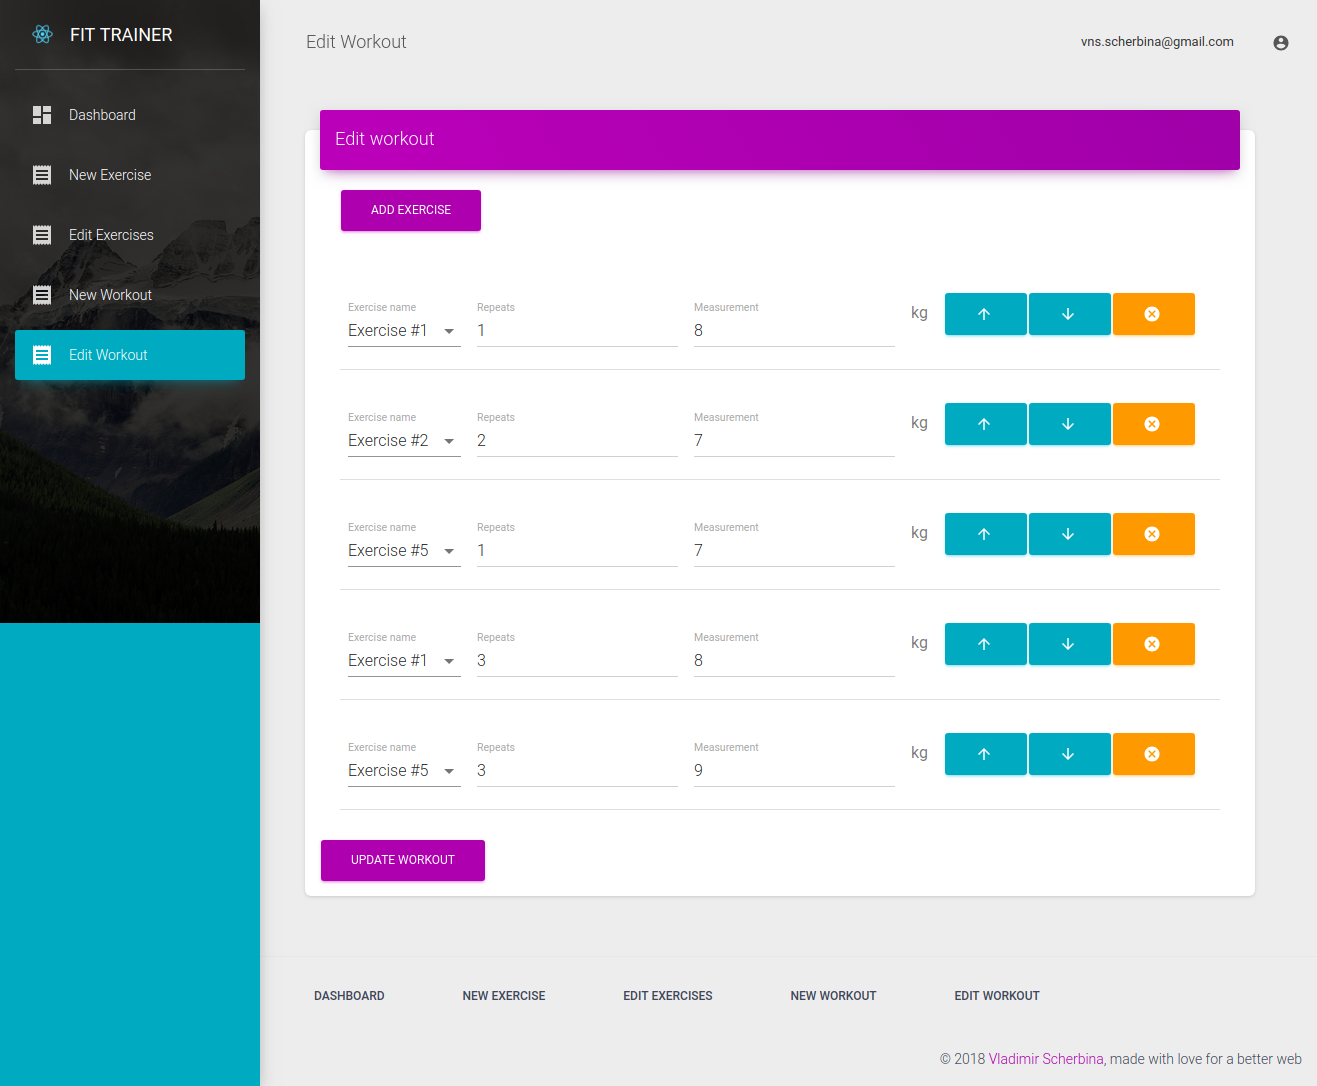 FIT TRAINER
Dashboard
New Exercise
Edit Exercises
New Workout
Edit Workout
Edit Workout
vns.scherbina@gmail.com
Edit workout
ADD EXERCISE
Exercise name Repeats Measurement
Exercise #1 1 8 kg
Exercise name Repeats Measurement
Exercise #2 2 7 kg
Exercise name Repeats Measurement
Exercise #5 1 7 kg
Exercise name Repeats Measurement
Exercise #1 3 8 kg
Exercise name Repeats Measurement
Exercise #5 3 9 kg
UPDATE WORKOUT
DASHBOARD NEW EXERCISE EDIT EXERCISES NEW WORKOUT EDIT WORKOUT
© 2018 Vladimir Scherbina, made with love for a better web